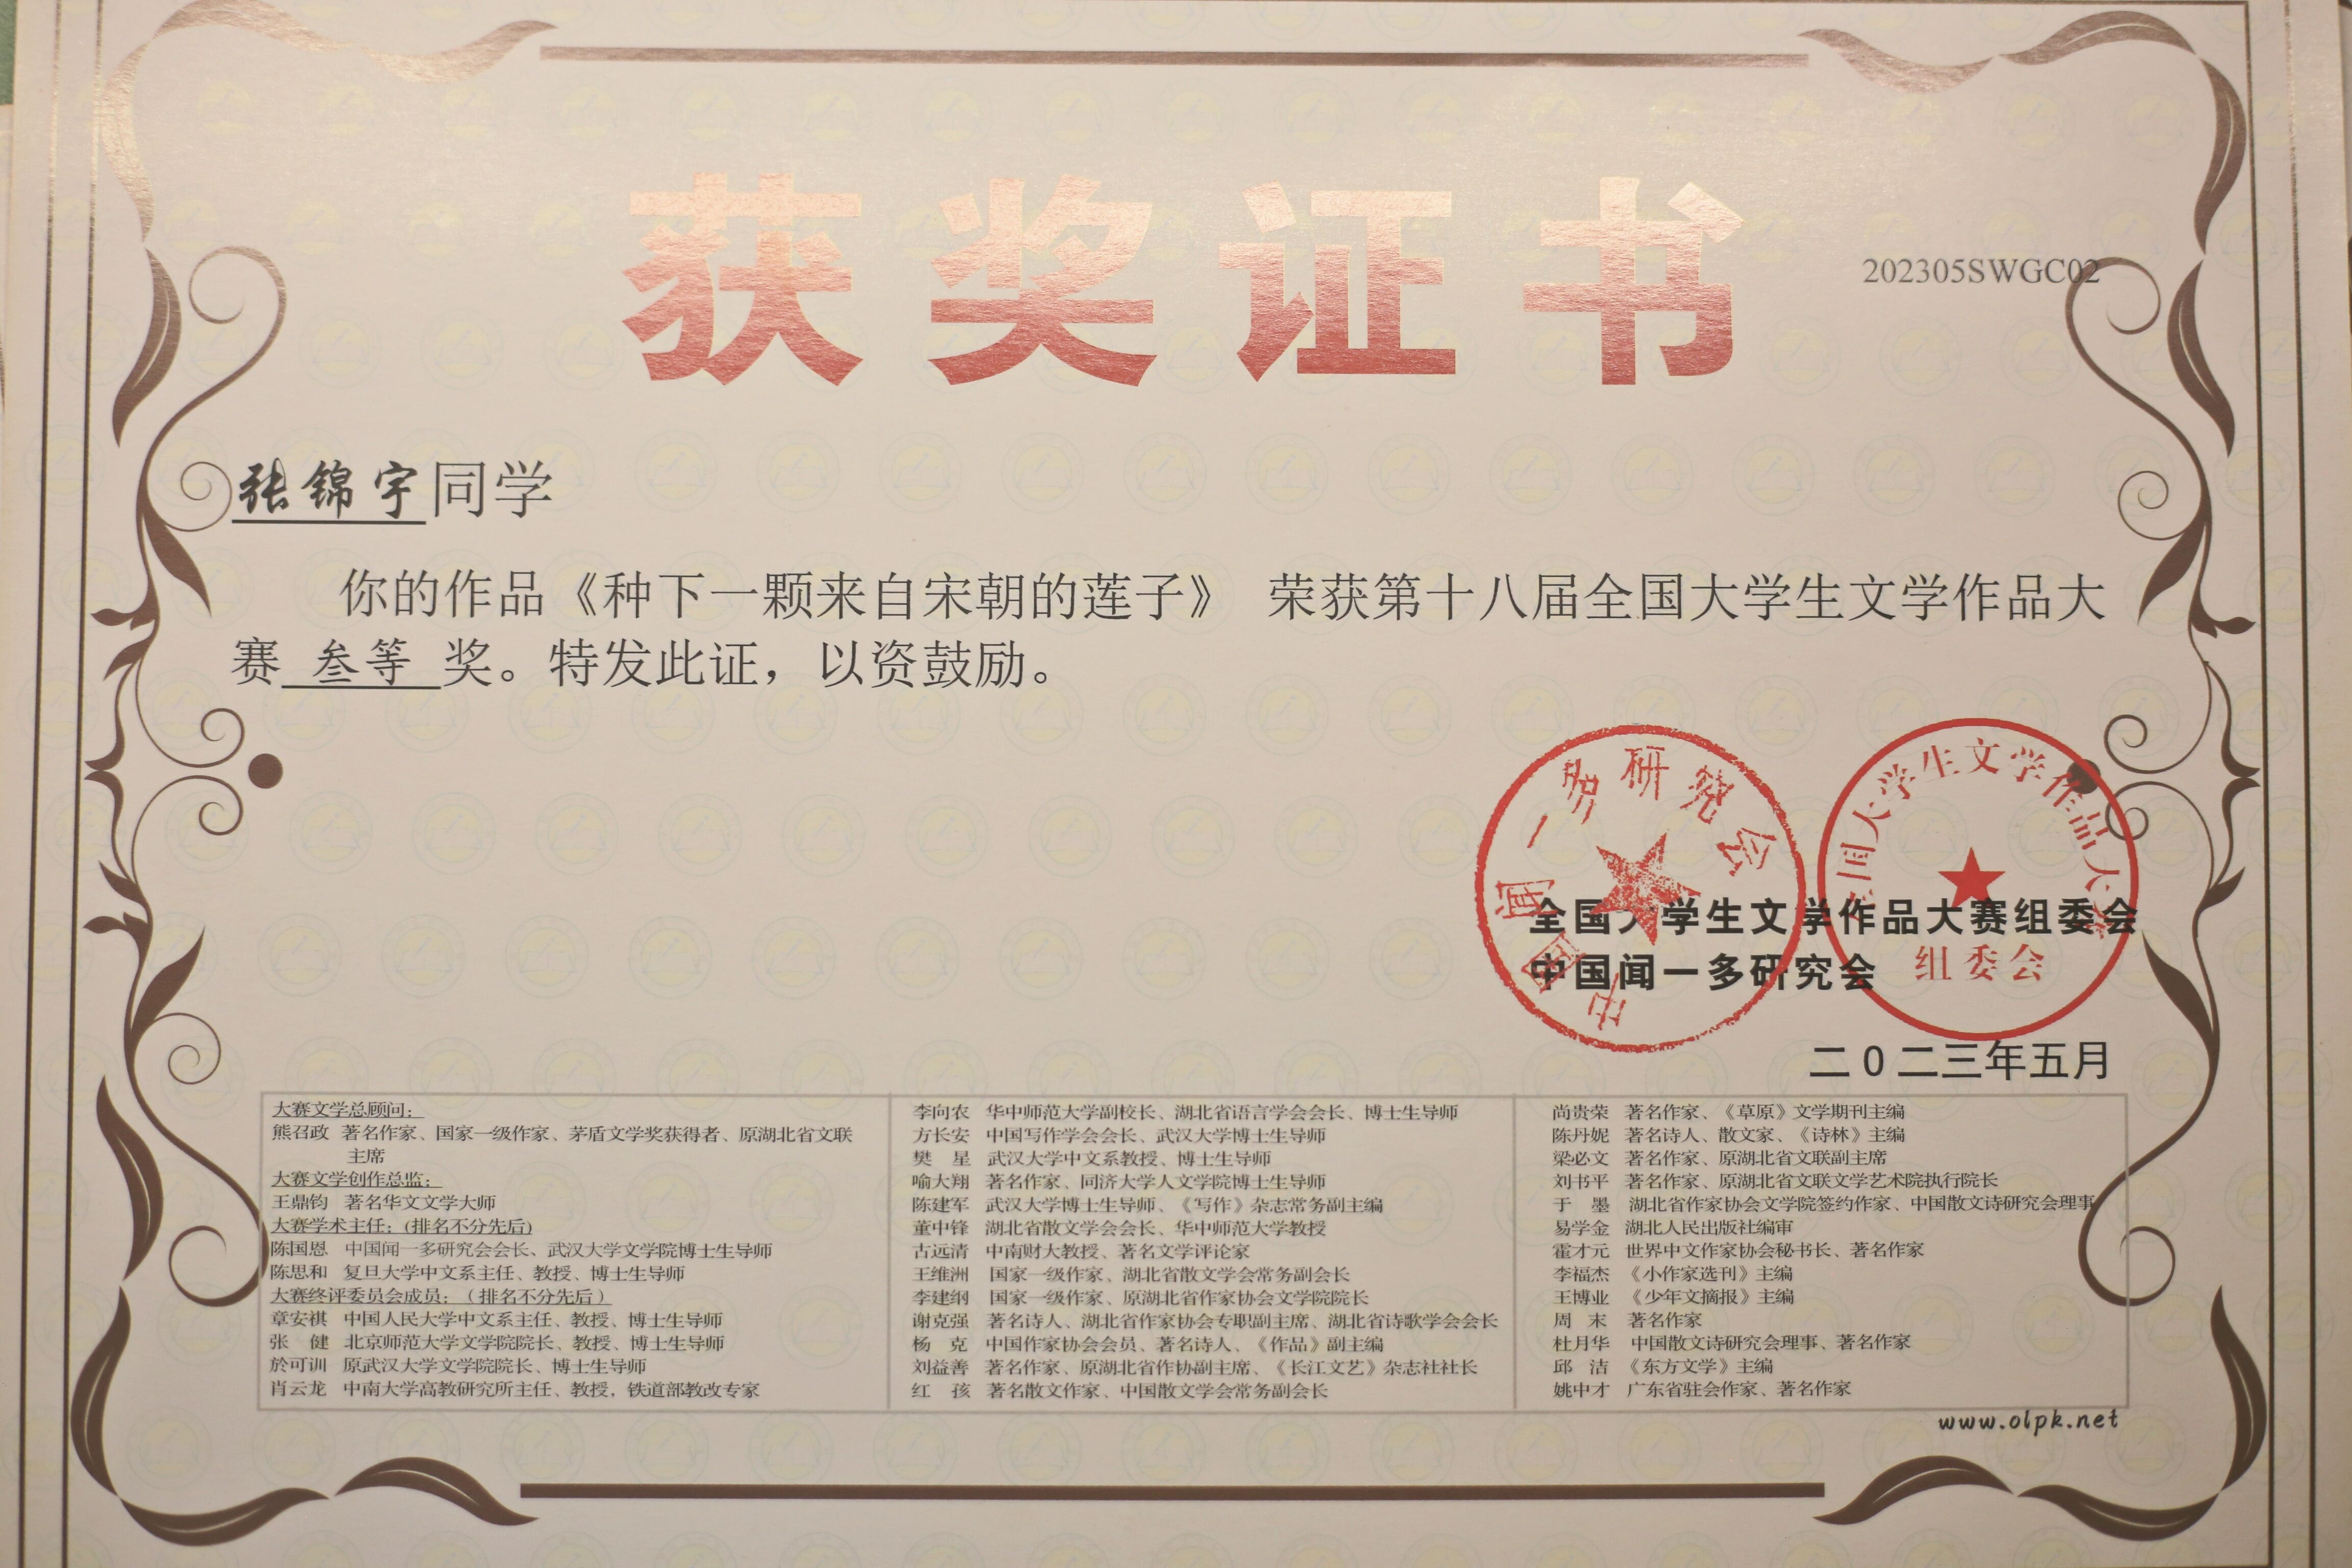 获奖证书
202305SWGC02
张锦宇同学
你的作品《种下一颗来自宋朝的莲子》 荣获第十八届全国大学生文学作品大
赛 叁等 奖。特发此证，以资鼓励。
中国闻一多研究会
全国大学生文学作品大赛
组委会
全国大学生文学作品大赛组委会
中国闻一多研究会
二0二三年五月
大赛文学总顾问：
熊召政 著名作家、国家一级作家、茅盾文学奖获得者、原湖北省文联
主席
大赛文学创作总监：
王鼎钧 著名华文文学大师
大赛学术主任：(排名不分先后)
陈国恩 中国闻一多研究会会长、武汉大学文学院博士生导师
陈思和 复旦大学中文系主任、教授、博士生导师
大赛终评委员会成员：（排名不分先后）
章安祺 中国人民大学中文系主任、教授、博士生导师
张 健 北京师范大学文学院院长、教授、博士生导师
於可训 原武汉大学文学院院长、博士生导师
肖云龙 中南大学高教研究所主任、教授，铁道部教改专家
李向农 华中师范大学副校长、湖北省语言学会会长、博士生导师
方长安 中国写作学会会长、武汉大学博士生导师
樊 星 武汉大学中文系教授、博士生导师
喻大翔 著名作家、同济大学人文学院博士生导师
陈建军 武汉大学博士生导师、《写作》杂志常务副主编
董中锋 湖北省散文学会会长、华中师范大学教授
古远清 中南财大教授、著名文学评论家
王维洲 国家一级作家、湖北省散文学会常务副会长
李建纲 国家一级作家、原湖北省作家协会文学院院长
谢克强 著名诗人、湖北省作家协会专职副主席、湖北省诗歌学会会长
杨 克 中国作家协会会员、著名诗人、《作品》副主编
刘益善 著名作家、原湖北省作协副主席、《长江文艺》杂志社社长
红 孩 著名散文作家、中国散文学会常务副会长
尚贵荣 著名作家、《草原》文学期刊主编
陈丹妮 著名诗人、散文家、《诗林》主编
梁必文 著名作家、原湖北省文联副主席
刘书平 著名作家、原湖北省文联文学艺术院执行院长
于 墨 湖北省作家协会文学院签约作家、中国散文诗研究会理事
易学金 湖北人民出版社编审
霍才元 世界中文作家协会秘书长、著名作家
李福杰 《小作家选刊》主编
王博业 《少年文摘报》主编
周 末 著名作家
杜月华 中国散文诗研究会理事、著名作家
邱 洁 《东方文学》主编
姚中才 广东省驻会作家、著名作家
www.olpk.net